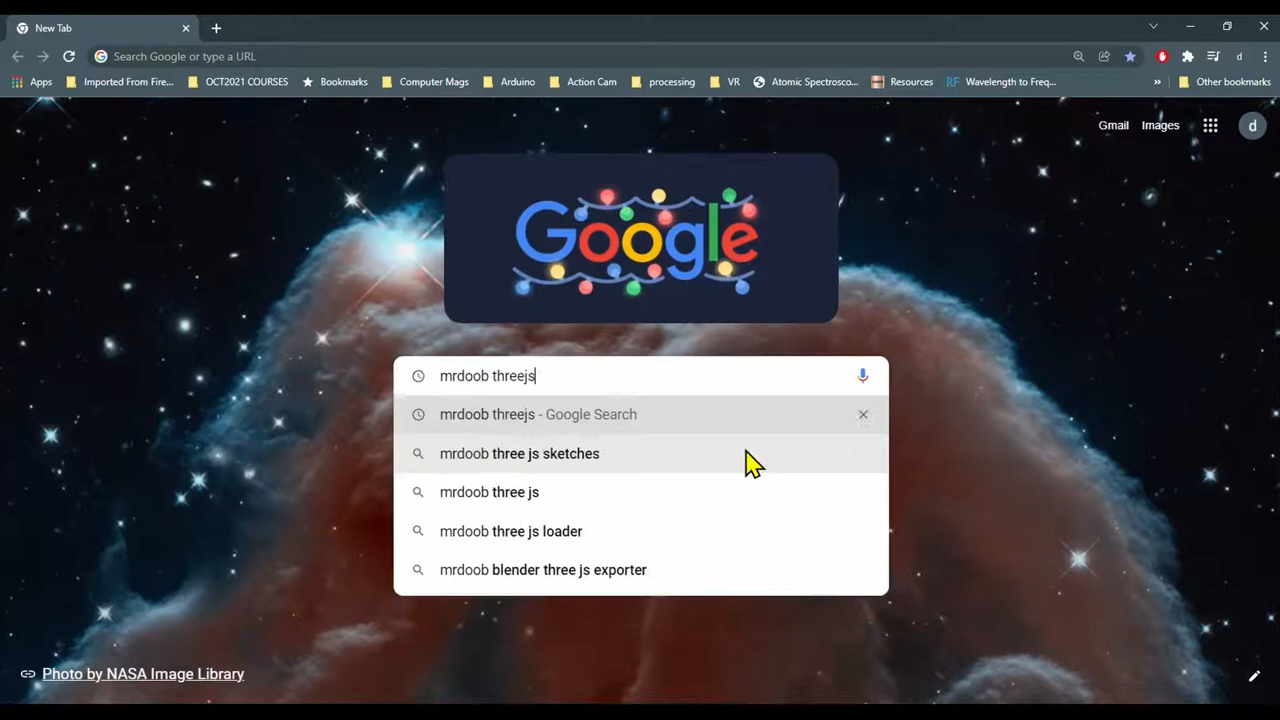 New Tab
Search Google or type a URL
d
Apps Imported From Fire... OCT2021 COURSES Bookmarks Computer Mags Arduino Action Cam processing VR Atomic Spectrosco... Resources RF Wavelength to Freq... » Other bookmarks
Gmail Images d
Google
mrdoob threejs
mrdoob threejs - Google Search
mrdoob three js sketches
mrdoob three js
mrdoob three js loader
mrdoob blender three js exporter
Photo by NASA Image Library